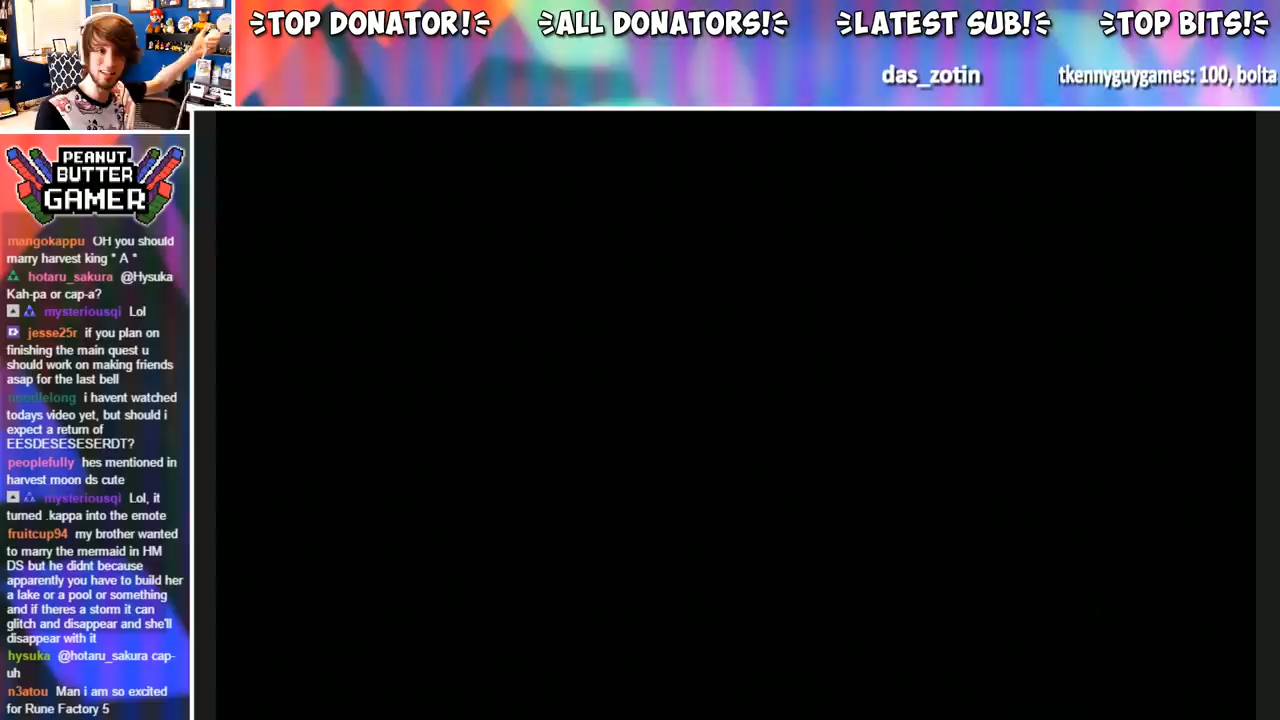 TOP DONATOR!
ALL DONATORS!
LATEST SUB!
TOP BITS!
das_zotin
tkennyguygames: 100, bolta
PEANUT
BUTTER
GAMER
mangokappu OH you should
marry harvest king * A *
hotaru_sakura @Hysuka
Kah-pa or cap-a?
mysteriousqi Lol
jesse25r if you plan on
finishing the main quest u
should work on making friends
asap for the last bell
noodlelong i havent watched
todays video yet, but should i
expect a return of
EESDESESESERDT?
peoplefully hes mentioned in
harvest moon ds cute
mysteriousqi Lol, it
turned .kappa into the emote
fruitcup94 my brother wanted
to marry the mermaid in HM
DS but he didnt because
apparently you have to build her
a lake or a pool or something
and if theres a storm it can
glitch and disappear and she'll
disappear with it
hysuka @hotaru_sakura cap-
uh
n3atou Man i am so excited
for Rune Factory 5